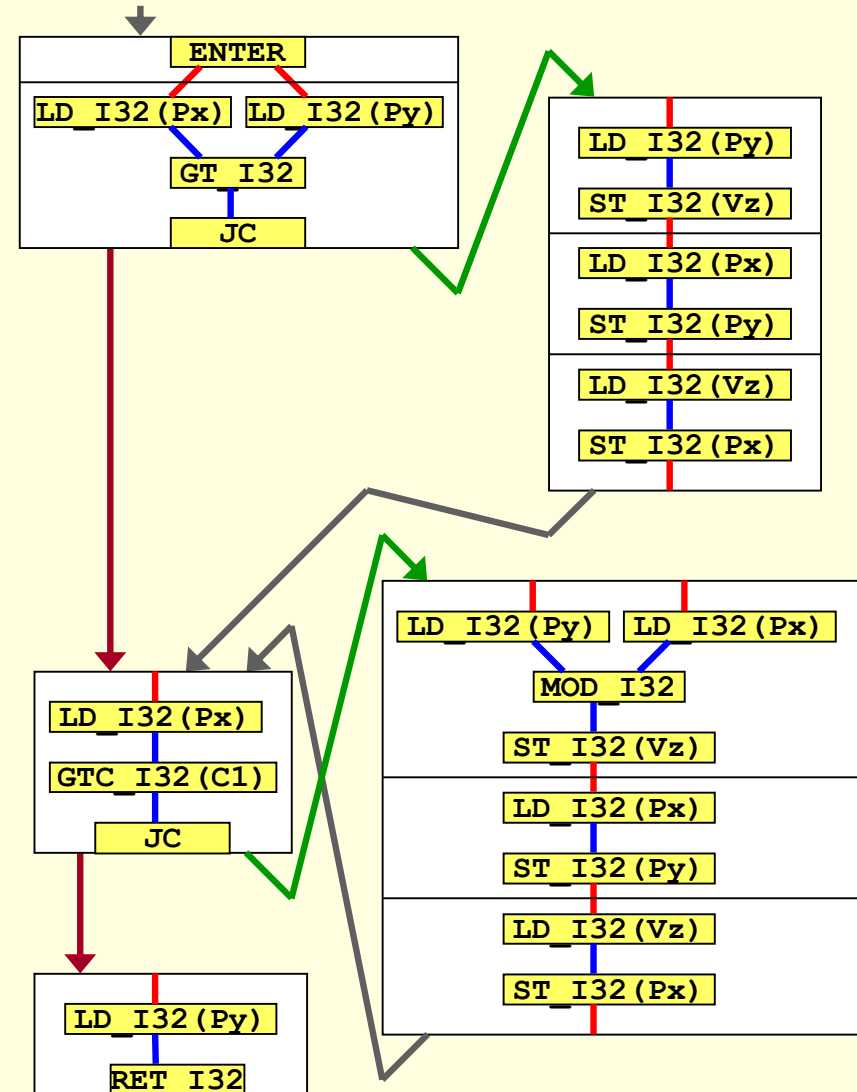 ENTER
LD_I32(Px) LD_I32(Py)
GT_I32
JC
LD_I32(Py)
ST_I32(Vz)
LD_I32(Px)
ST_I32(Py)
LD_I32(Vz)
ST_I32(Px)
LD_I32(Px)
GTC_I32(C1)
JC
LD_I32(Py) LD_I32(Px)
MOD_I32
ST_I32(Vz)
LD_I32(Px)
ST_I32(Py)
LD_I32(Vz)
ST_I32(Px)
LD_I32(Py)
RET I32